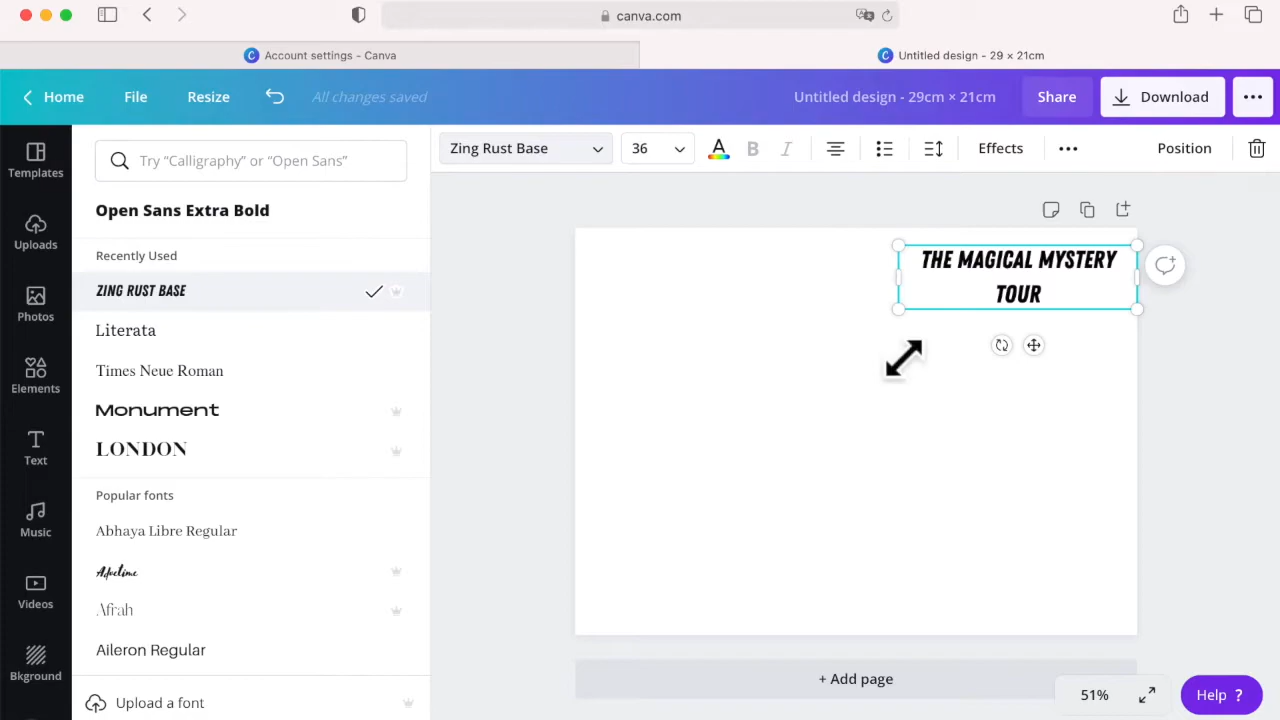 canva.com
Account settings – Canva
Untitled design - 29 × 21cm
Home
File
Resize
All changes saved
Untitled design - 29cm × 21cm
Share
Download
Templates
Uploads
Photos
Elements
Text
Music
Videos
Bkground
Try “Calligraphy” or “Open Sans”
Open Sans Extra Bold
Recently Used
ZING RUST BASE
Literata
Times Neue Roman
Monument
LONDON
Popular fonts
Abhaya Libre Regular
Advetime
Afrah
Aileron Regular
Upload a font
Zing Rust Base
36
A
B
I
Effects
Position
THE MAGICAL MYSTERY
TOUR
+ Add page
51%
Help ?